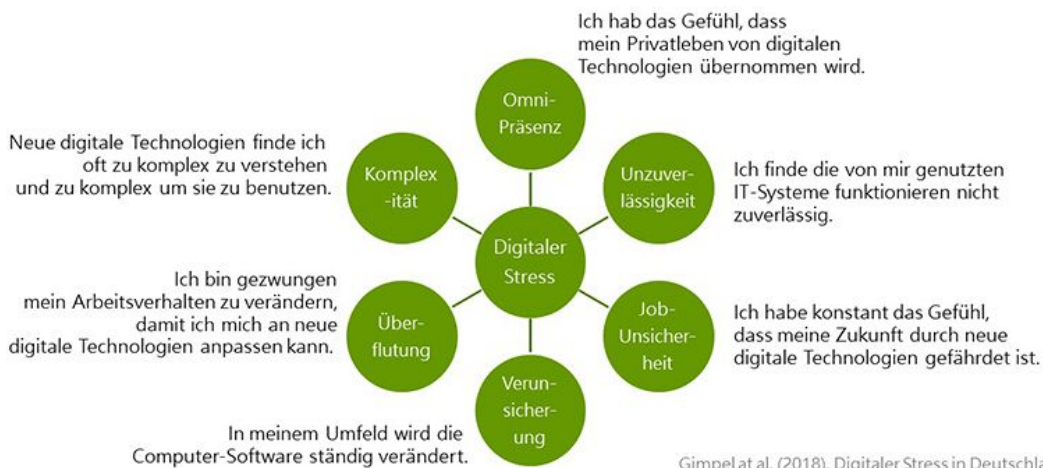 Ich hab das Gefühl, dass
mein Privatleben von digitalen
Technologien übernommen wird.
Omni-
Präsenz
Neue digitale Technologien finde ich
oft zu komplex zu verstehen
und zu komplex um sie zu benutzen.
Komplex
-ität
Unzuver-
lässigkeit
Ich finde die von mir genutzten
IT-Systeme funktionieren nicht
zuverlässig.
Digitaler
Stress
Ich bin gezwungen
mein Arbeitsverhalten zu verändern,
damit ich mich an neue
digitale Technologien anpassen kann.
Über-
flutung
Job-
Unsicher-
heit
Ich habe konstant das Gefühl,
dass meine Zukunft durch neue
digitale Technologien gefährdet ist.
Verun-
sicher-
ung
In meinem Umfeld wird die
Computer-Software ständig verändert.
Gimpel at al. (2018). Digitaler Stress in Deutschla